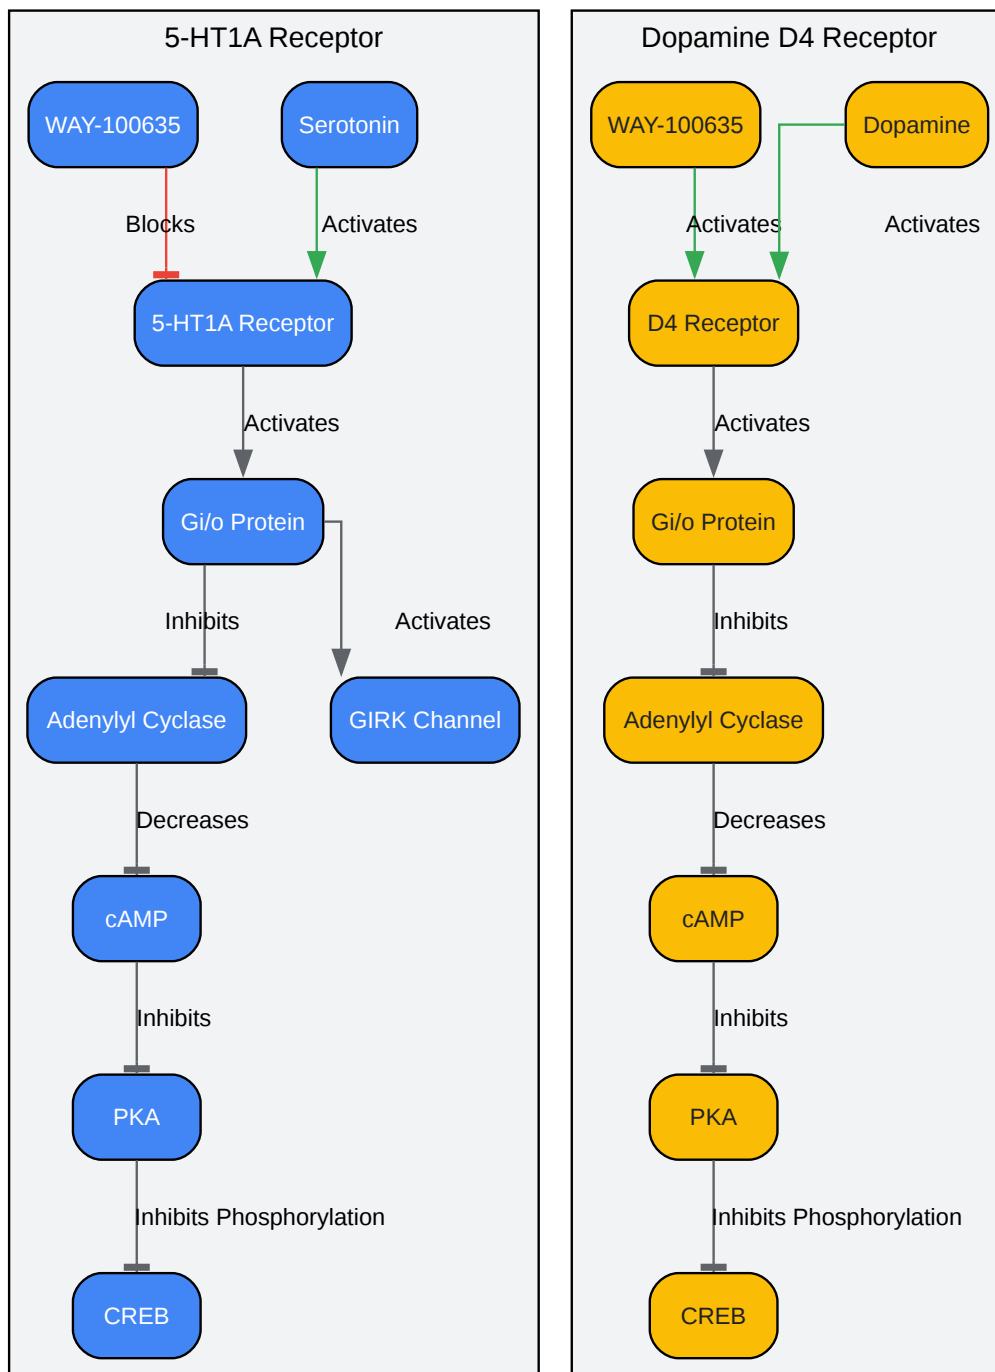 5-HT1A Receptor
WAY-100635
Serotonin
Blocks
Activates
5-HT1A Receptor
Activates
Gi/o Protein
Inhibits
Activates
Adenylyl Cyclase
GIRK Channel
Decreases
cAMP
Inhibits
PKA
Inhibits Phosphorylation
CREB
Dopamine D4 Receptor
WAY-100635
Dopamine
Activates
Activates
D4 Receptor
Activates
Gi/o Protein
Inhibits
Adenylyl Cyclase
Decreases
cAMP
Inhibits
PKA
Inhibits Phosphorylation
CREB